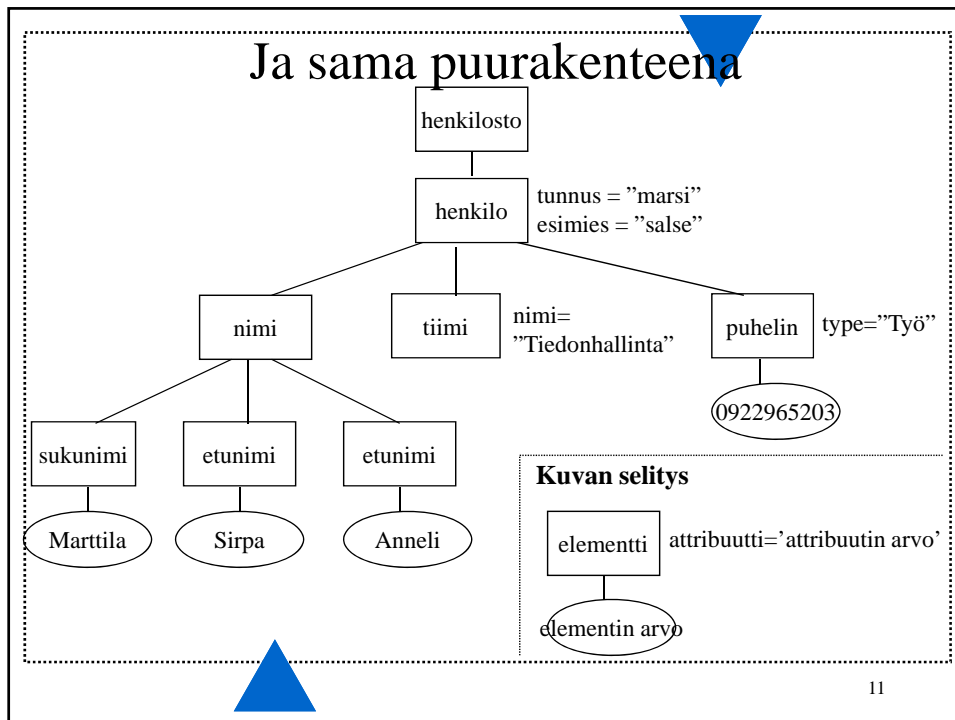 Ja sama puurakenteena
henkilosto
henkilo
tunnus = ”marsi”
esimies = ”salse”
nimi
tiimi
nimi=
”Tiedonhallinta”
puhelin
type=”Työ”
0922965203
sukunimi
etunimi
etunimi
Marttila
Sirpa
Anneli
Kuvan selitys
elementti
attribuutti=’attribuutin arvo’
elementin arvo
11